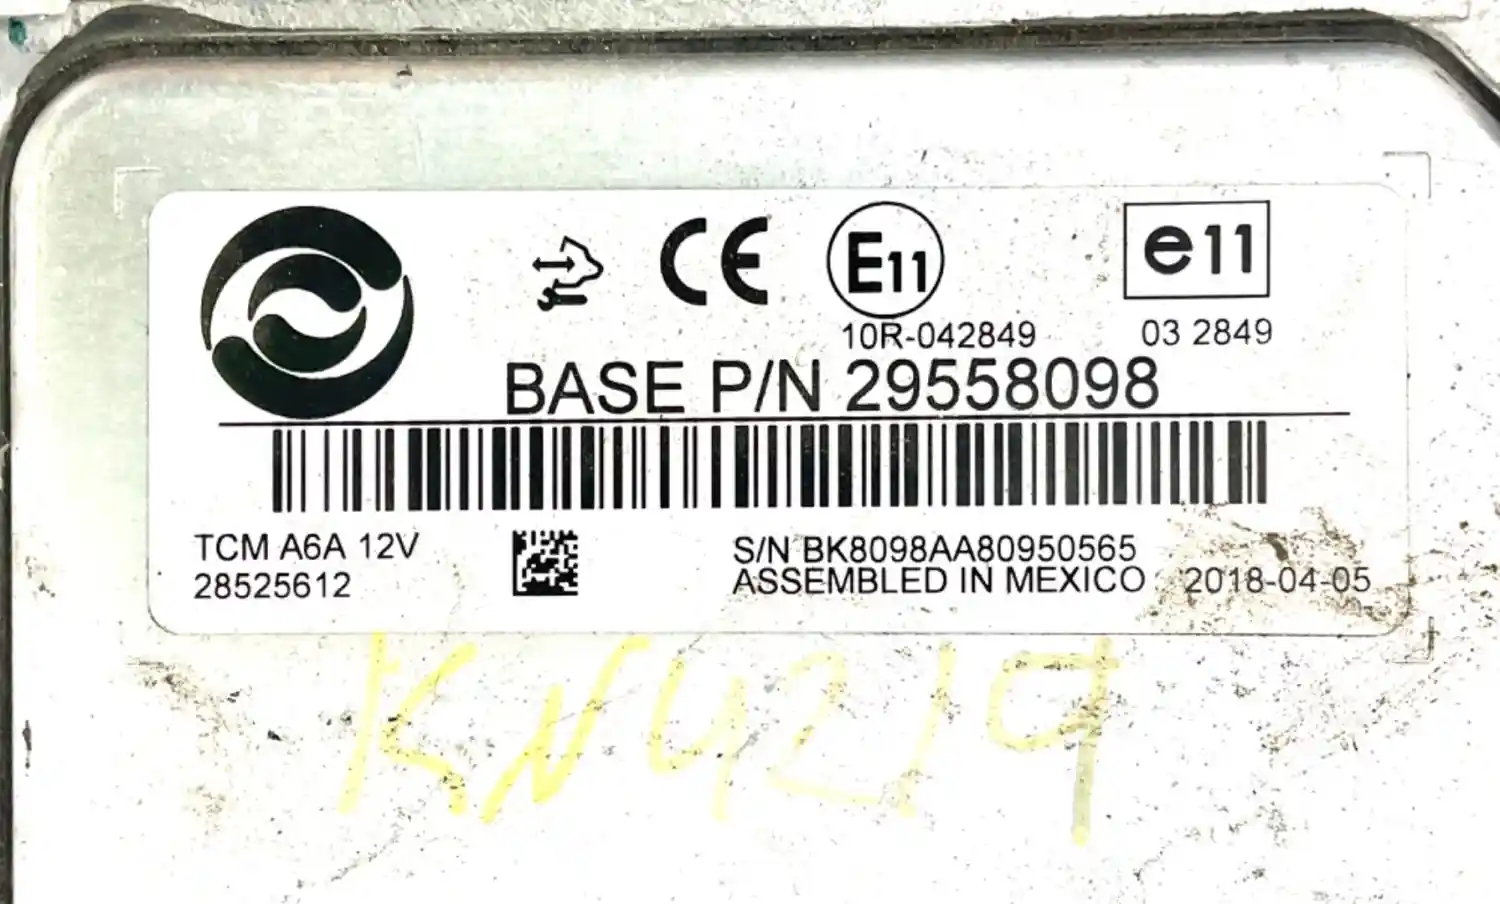 CE E11 e11
10R-042849 03 2849
BASE P/N 29558098
TCM A6A 12V
28525612
S/N BK8098AA80950565
ASSEMBLED IN MEXICO 2018-04-05
KN4219